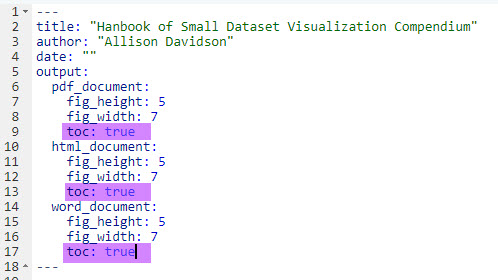 1 ---
2 title: "Hanbook of Small Dataset Visualization Compendium"
3 author: "Allison Davidson"
4 date: ""
5 output:
6   pdf_document:
7     fig_height: 5
8     fig_width: 7
9     toc: true
10   html_document:
11     fig_height: 5
12     fig_width: 7
13     toc: true
14   word_document:
15     fig_height: 5
16     fig_width: 7
17     toc: true
18 ---